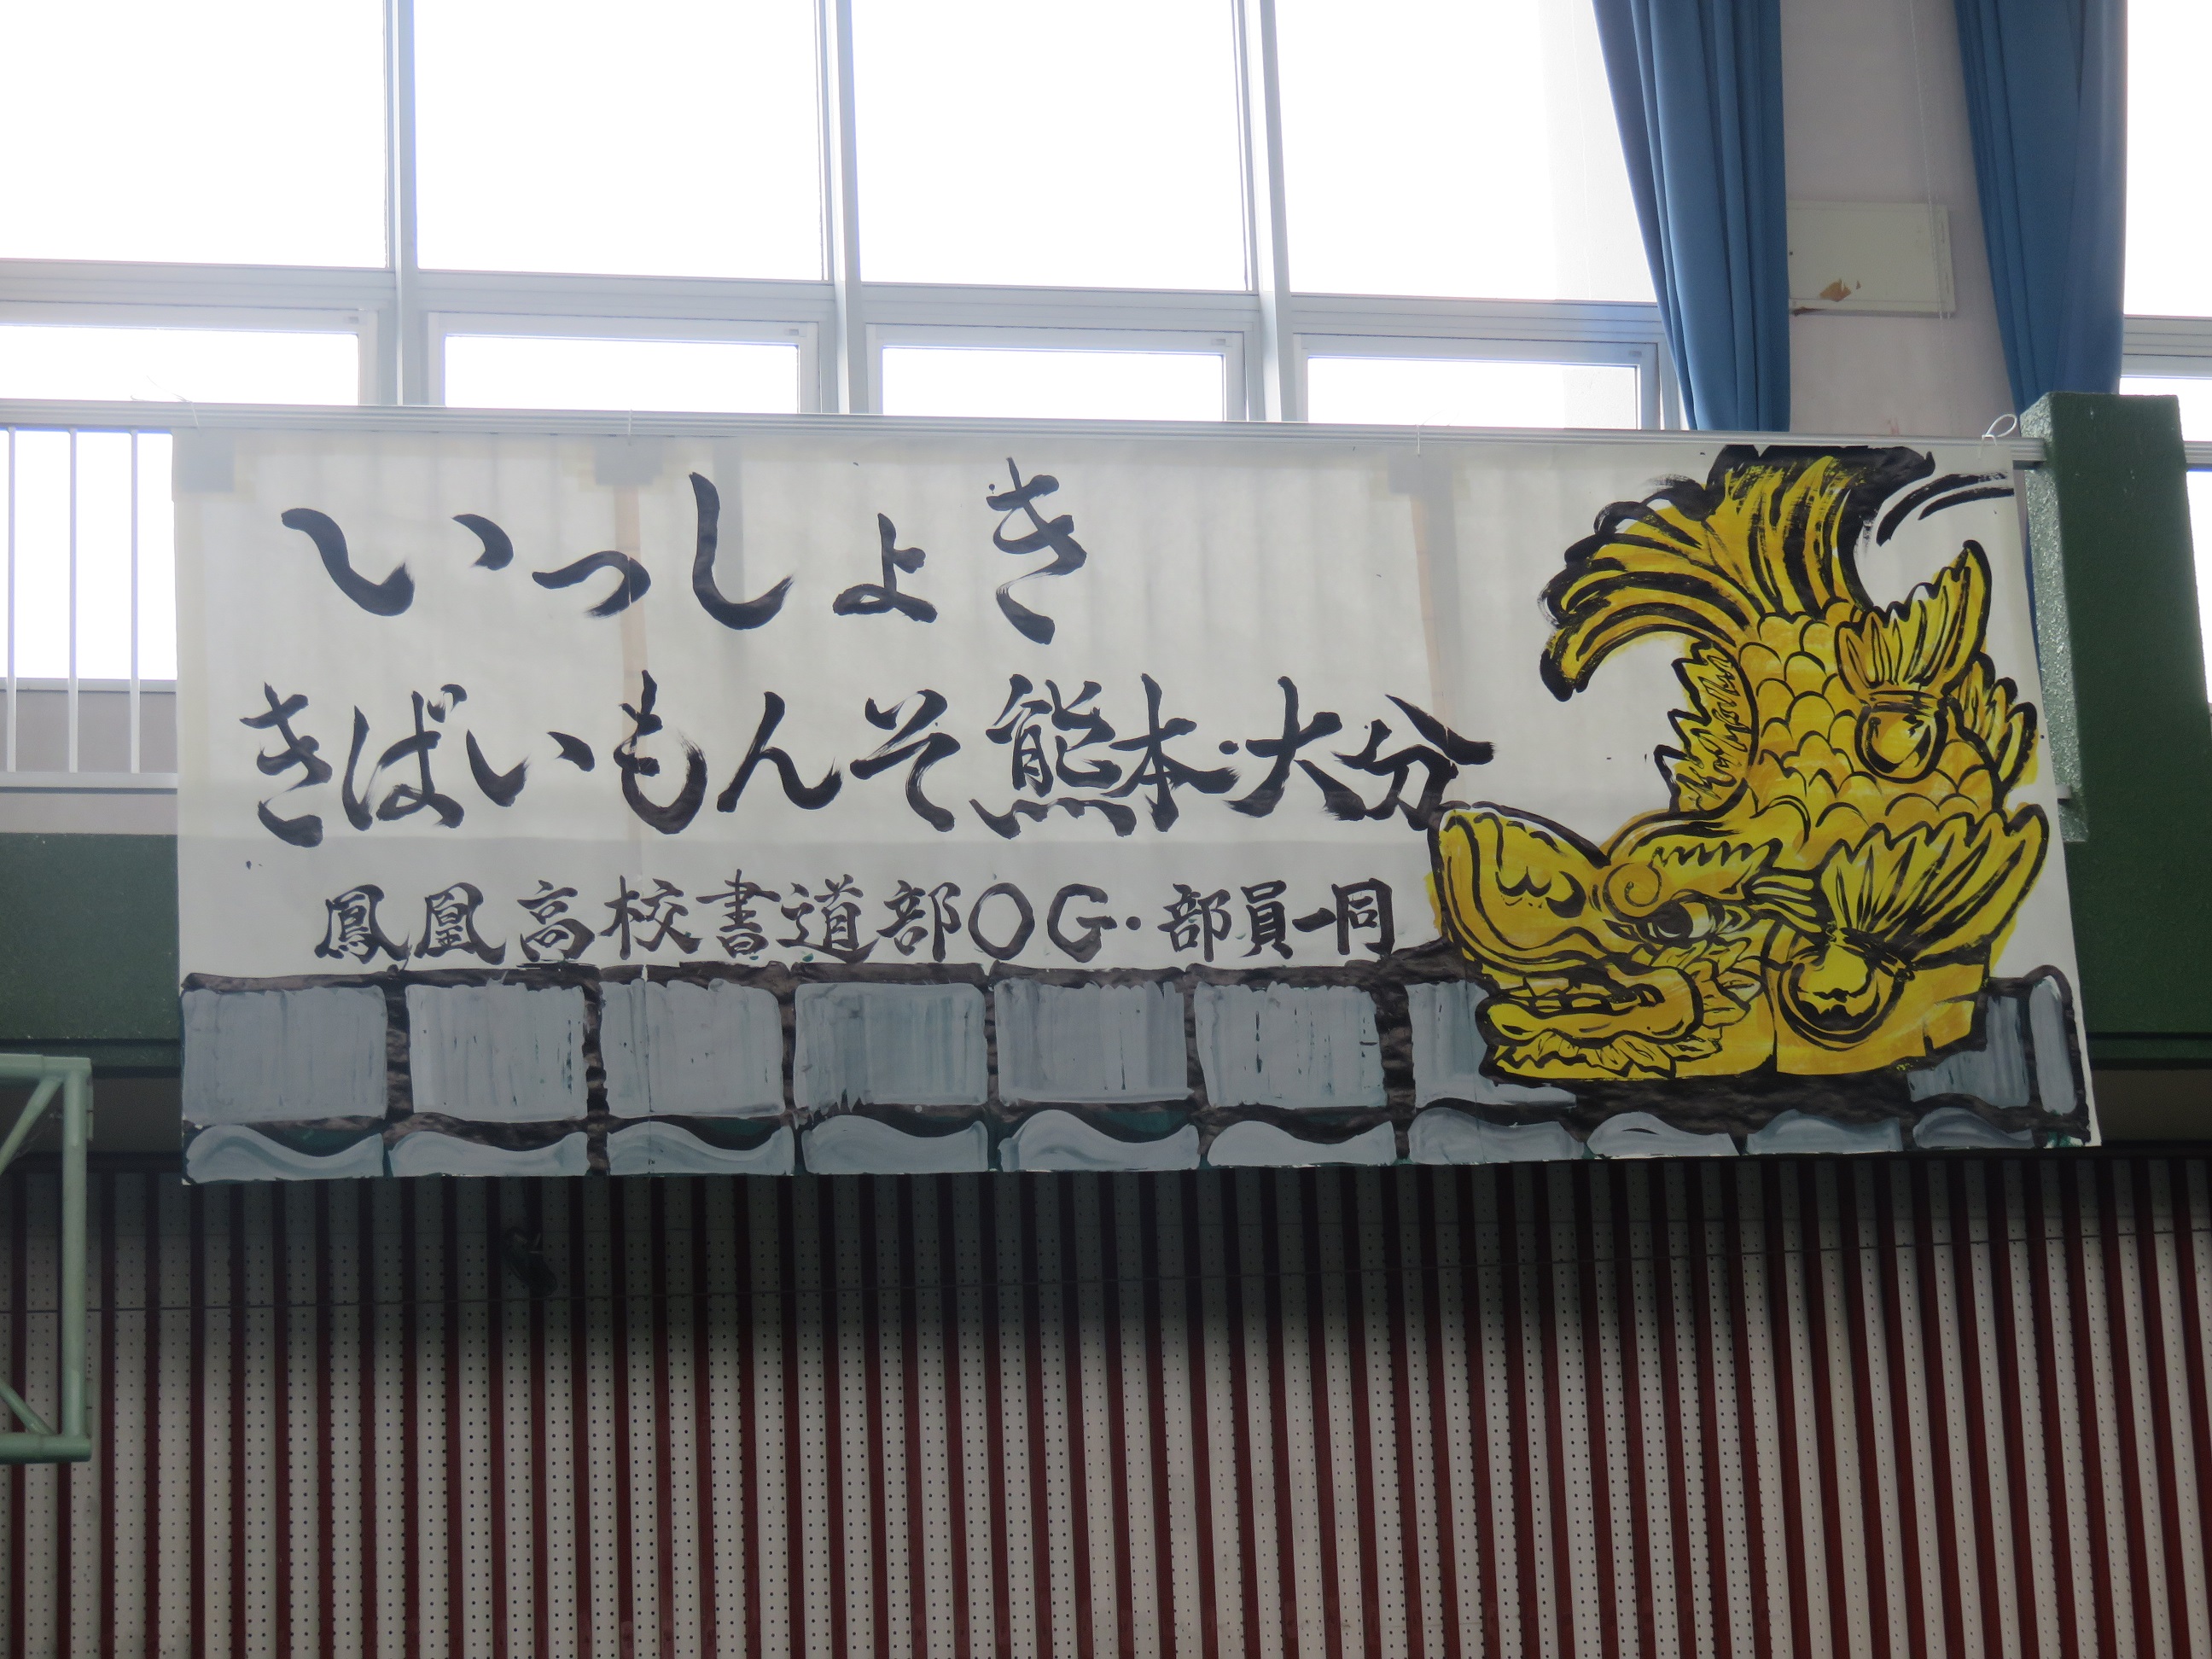 いっしょき
きばいもんそ熊本・大分
鳳凰高校書道部OG・部員一同